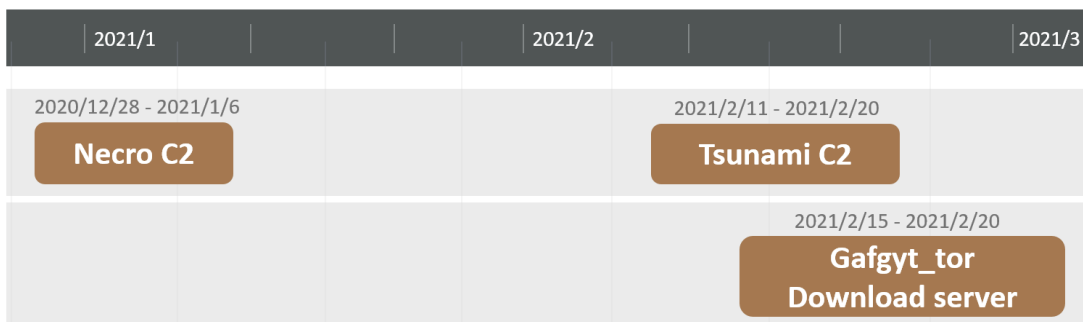 2021/1
2021/2
2021/3
2020/12/28 - 2021/1/6
Necro C2
2021/2/11 - 2021/2/20
Tsunami C2
2021/2/15 - 2021/2/20
Gafgyt_tor
Download server